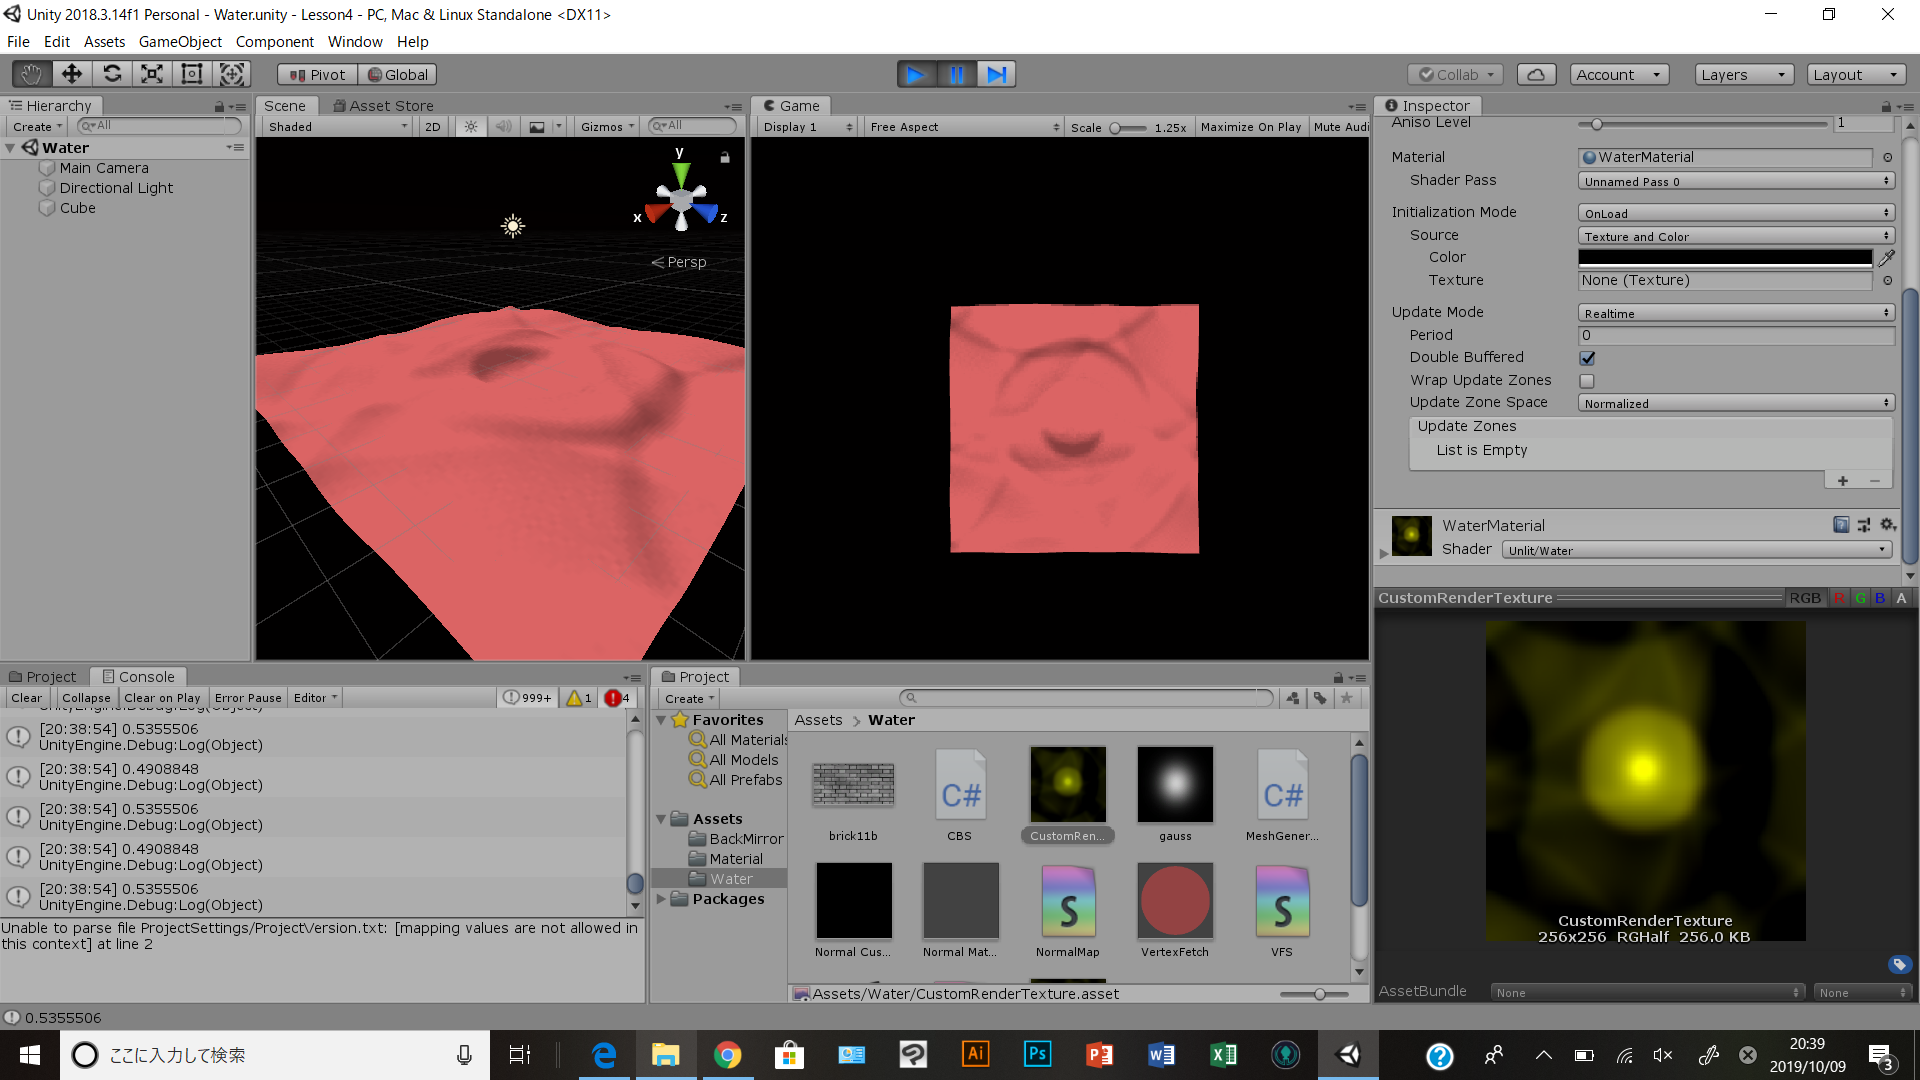 Unity 2018.3.14f1 Personal - Water.unity - Lesson4 - PC, Mac & Linux Standalone <DX11>
File Edit Assets GameObject Component Window Help
Pivot Global
Collab Account Layers Layout
Hierarchy
Create All
Water
Main Camera
Directional Light
Cube
Scene Asset Store
Shaded 2D Gizmos All
y
x z
Persp
Game
Display 1 Free Aspect Scale 1.25x Maximize On Play Mute Audi
Inspector
Aniso Level 1
Material WaterMaterial
Shader Pass Unnamed Pass 0
Initialization Mode OnLoad
Source Texture and Color
Color
Texture None (Texture)
Update Mode Realtime
Period 0
Double Buffered
Wrap Update Zones
Update Zone Space Normalized
Update Zones
List is Empty
WaterMaterial
Shader Unlit/Water
CustomRenderTexture RGB R G B A
CustomRenderTexture
256x256 RGHalf 256.0 KB
AssetBundle None None
Project Console
Clear Collapse Clear on Play Error Pause Editor 999+ 1 4
UnityEngine.Debug:Log(Object)
[20:38:54] 0.5355506
UnityEngine.Debug:Log(Object)
[20:38:54] 0.4908848
UnityEngine.Debug:Log(Object)
[20:38:54] 0.5355506
UnityEngine.Debug:Log(Object)
[20:38:54] 0.4908848
UnityEngine.Debug:Log(Object)
[20:38:54] 0.5355506
UnityEngine.Debug:Log(Object)
Unable to parse file ProjectSettings/ProjectVersion.txt: [mapping values are not allowed in
this context] at line 2
Project
Create
Favorites
All Materials
All Models
All Prefabs
Assets
BackMirror
Material
Water
Packages
Assets > Water
C# C#
brick11b CBS CustomRen... gauss MeshGener...
S S
Normal Cus... Normal Mat... NormalMap VertexFetch VFS
Assets/Water/CustomRenderTexture.asset
0.5355506
ここに入力して検索
Ai Ps
20:39
2019/10/09
3